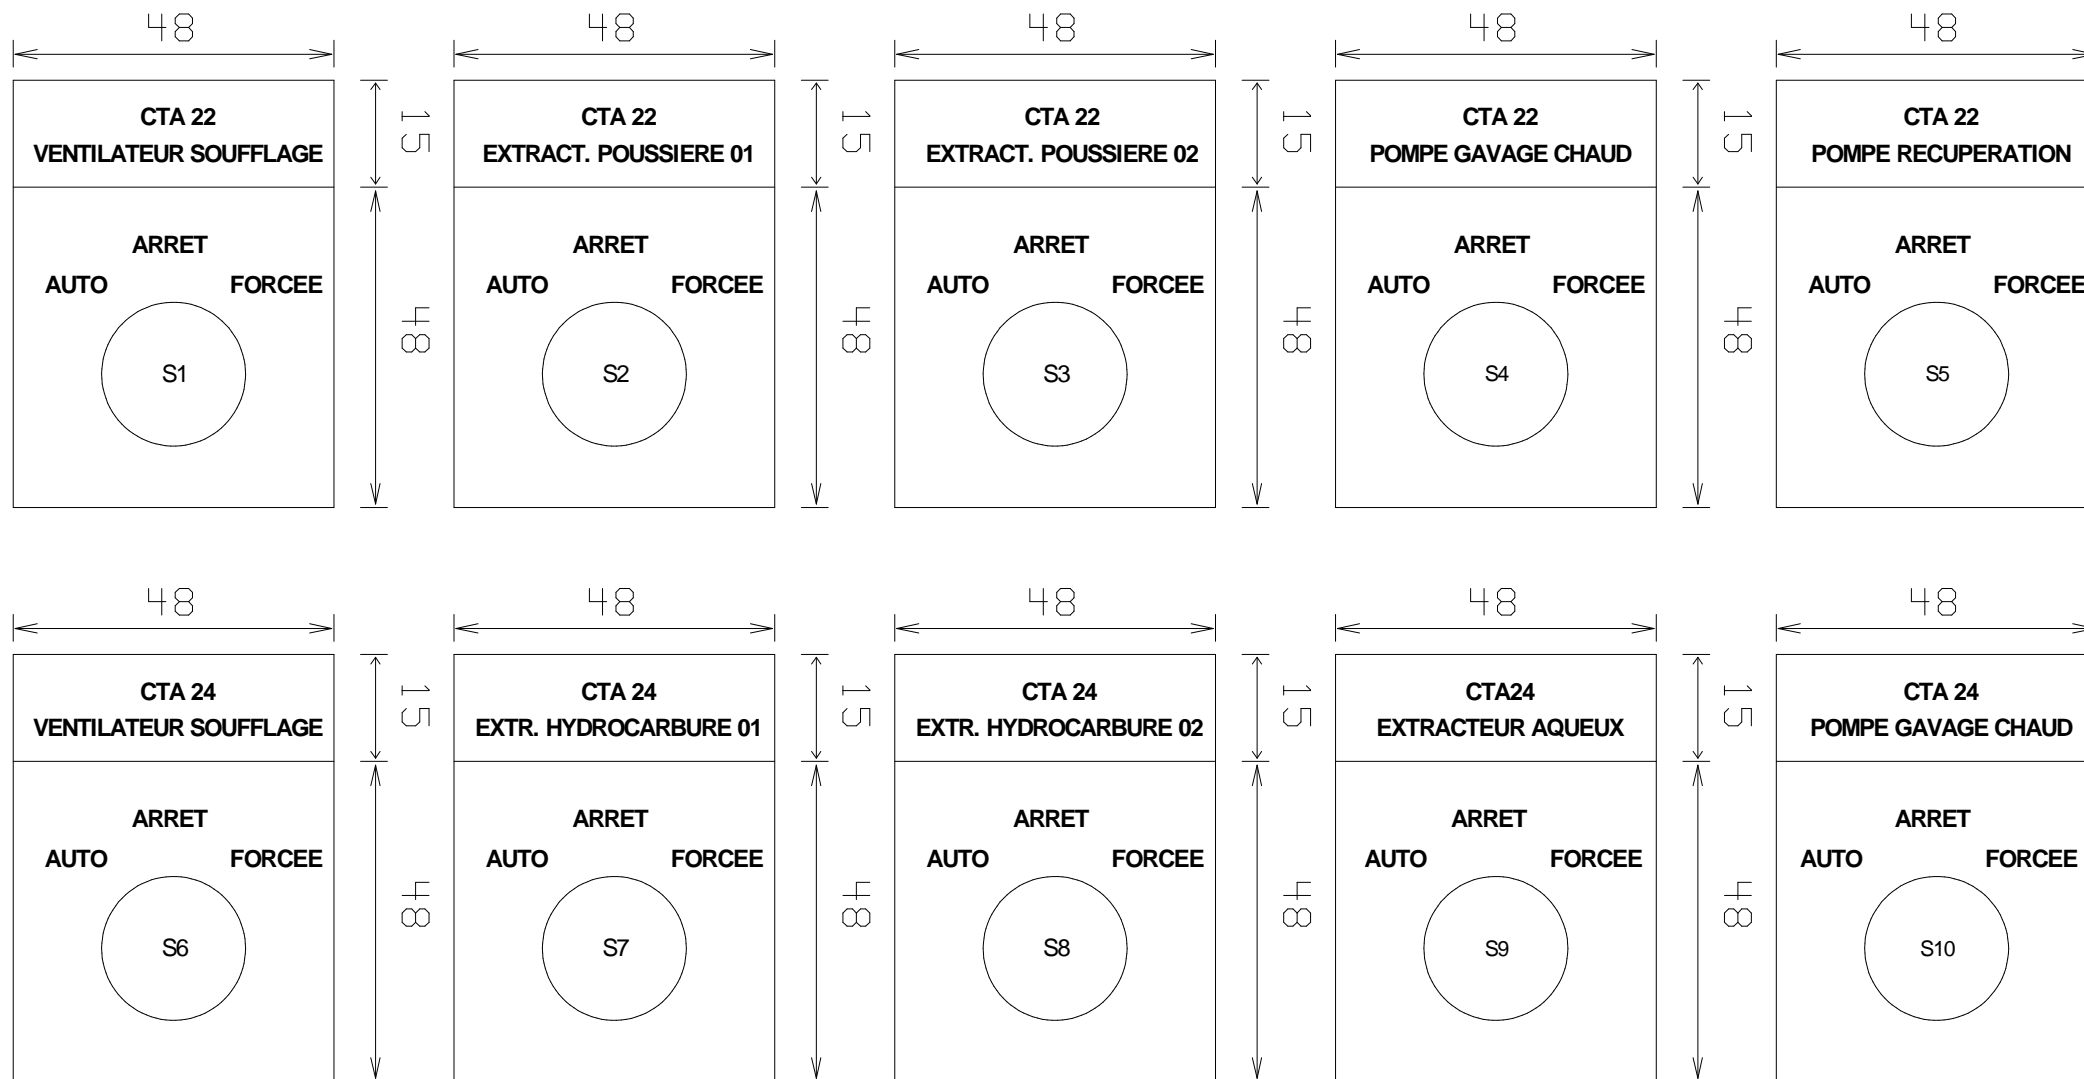 48 48 48 48 48
CTA 22
VENTILATEUR SOUFFLAGE
15
ARRET
AUTO FORCEE
48
S1
CTA 22
EXTRACT. POUSSIERE 01
15
ARRET
AUTO FORCEE
48
S2
CTA 22
EXTRACT. POUSSIERE 02
15
ARRET
AUTO FORCEE
48
S3
CTA 22
POMPE GAVAGE CHAUD
15
ARRET
AUTO FORCEE
48
S4
CTA 22
POMPE RECUPERATION
ARRET
AUTO FORCEE
S5
48 48 48 48 48
CTA 24
VENTILATEUR SOUFFLAGE
15
ARRET
AUTO FORCEE
48
S6
CTA 24
EXTR. HYDROCARBURE 01
15
ARRET
AUTO FORCEE
48
S7
CTA 24
EXTR. HYDROCARBURE 02
15
ARRET
AUTO FORCEE
48
S8
CTA24
EXTRACTEUR AQUEUX
15
ARRET
AUTO FORCEE
48
S9
CTA 24
POMPE GAVAGE CHAUD
ARRET
AUTO FORCEE
S10